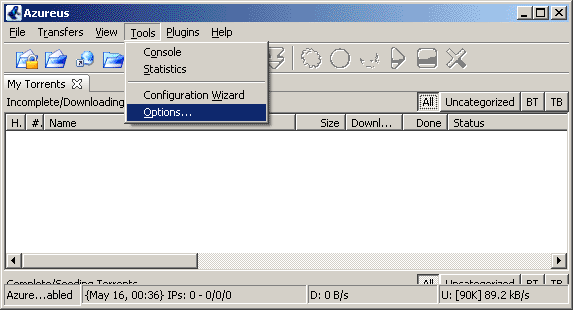 Azureus
File Transfers View Tools Plugins Help
Console
Statistics
Configuration Wizard
Options...
My Torrents
Incomplete/Downloading
All Uncategorized BT TB
H. #. Name Size Downl... Done Status
Complete/Seeding Torrents
All Uncategorized BT TB
Azure...abled {May 16, 00:36} IPs: 0 - 0/0/0 D: 0 B/s U: [90K] 89.2 kB/s